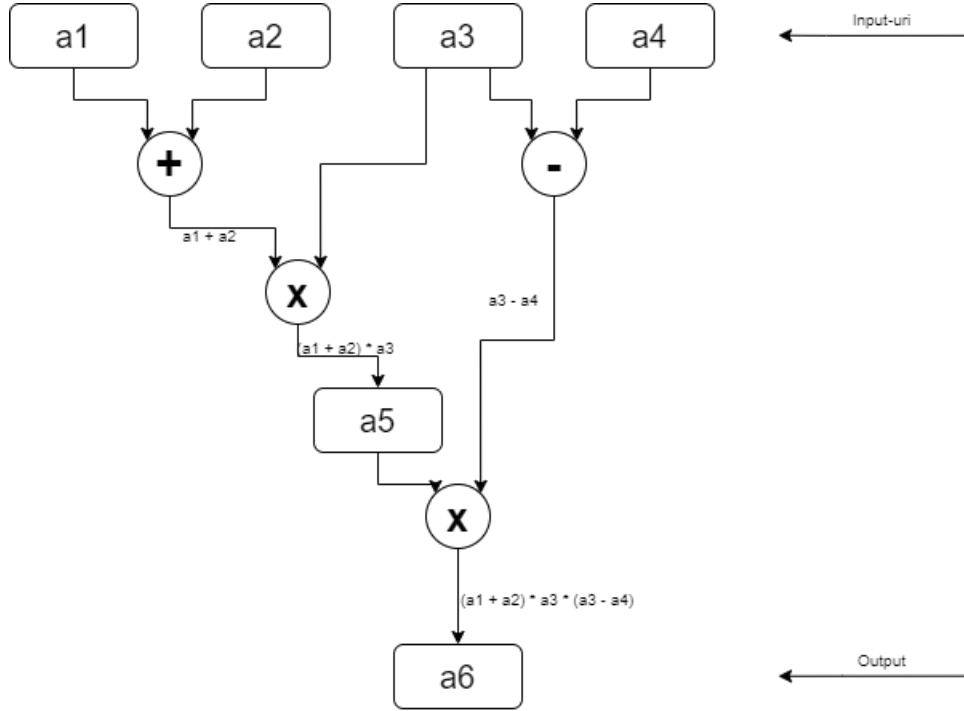 a1
a2
a3
a4
Input-uri
+
-
a1 + a2
x
a3 - a4
(a1 + a2) * a3
a5
x
(a1 + a2) * a3 * (a3 - a4)
a6
Output